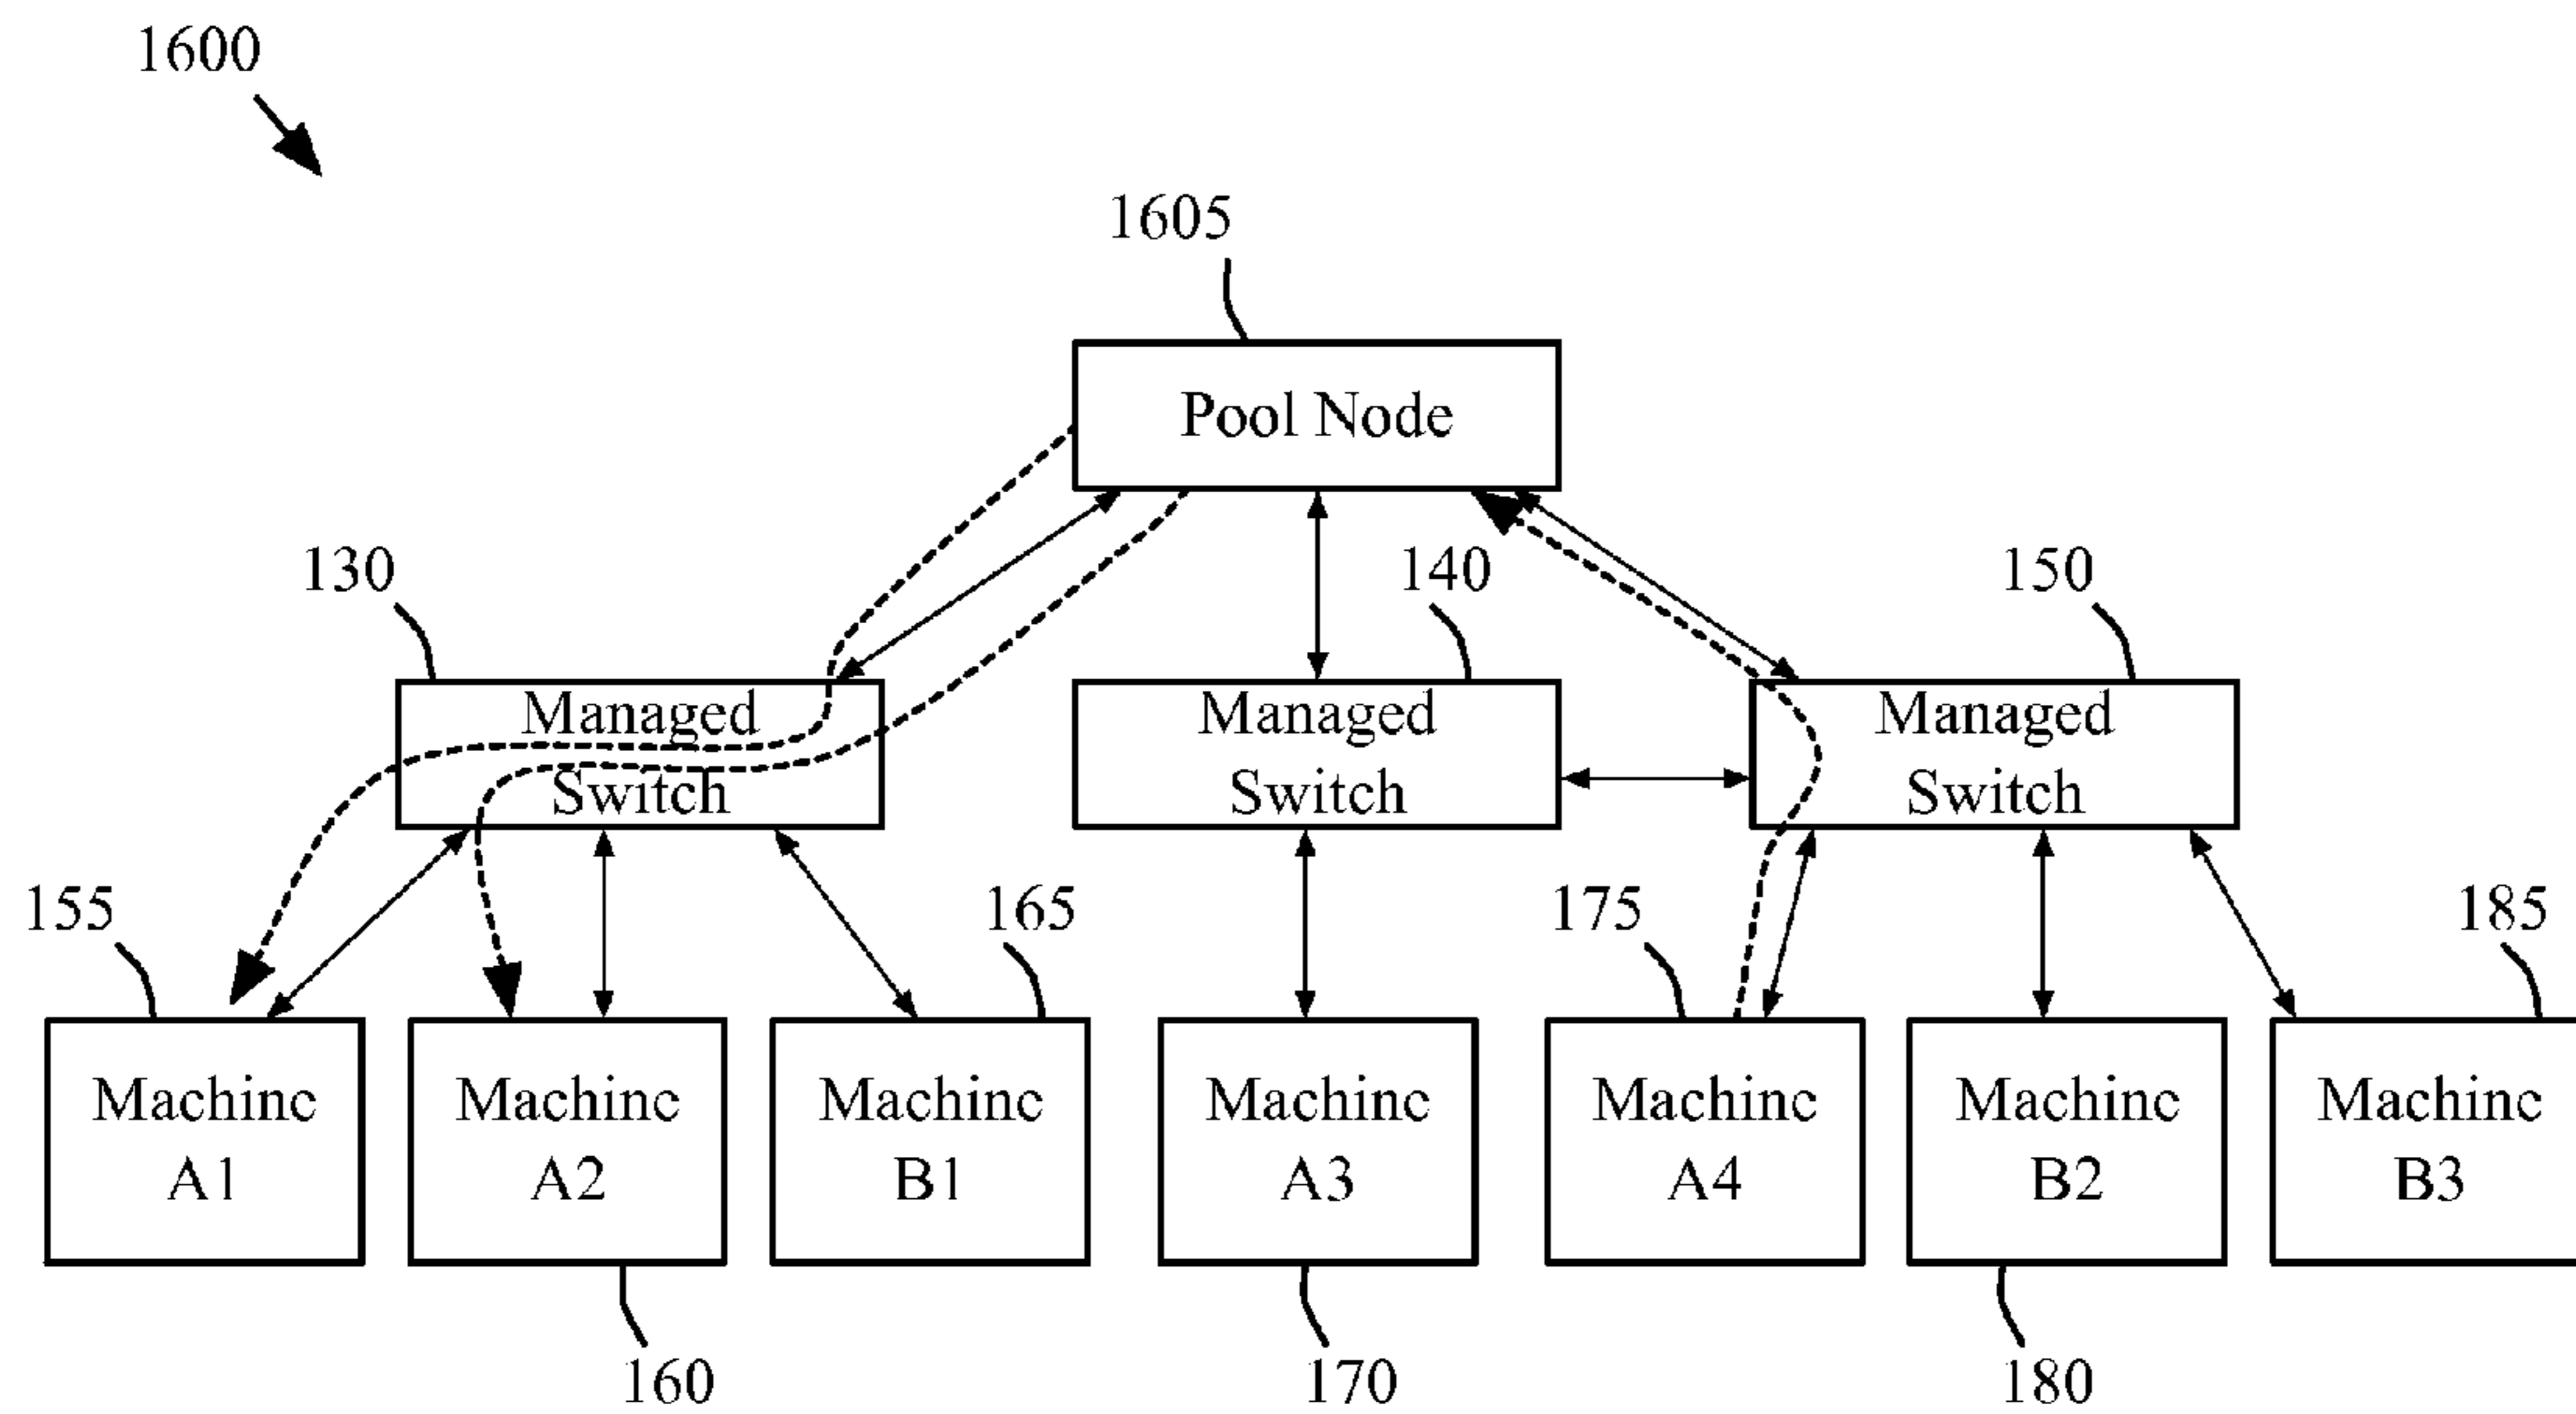 1600
1605
Pool Node
130
140
150
Managed
Switch
Managed
Switch
Managed
Switch
155
165
175
185
Machine
A1
Machine
A2
Machine
B1
Machine
A3
Machine
A4
Machine
B2
Machine
B3
160
170
180